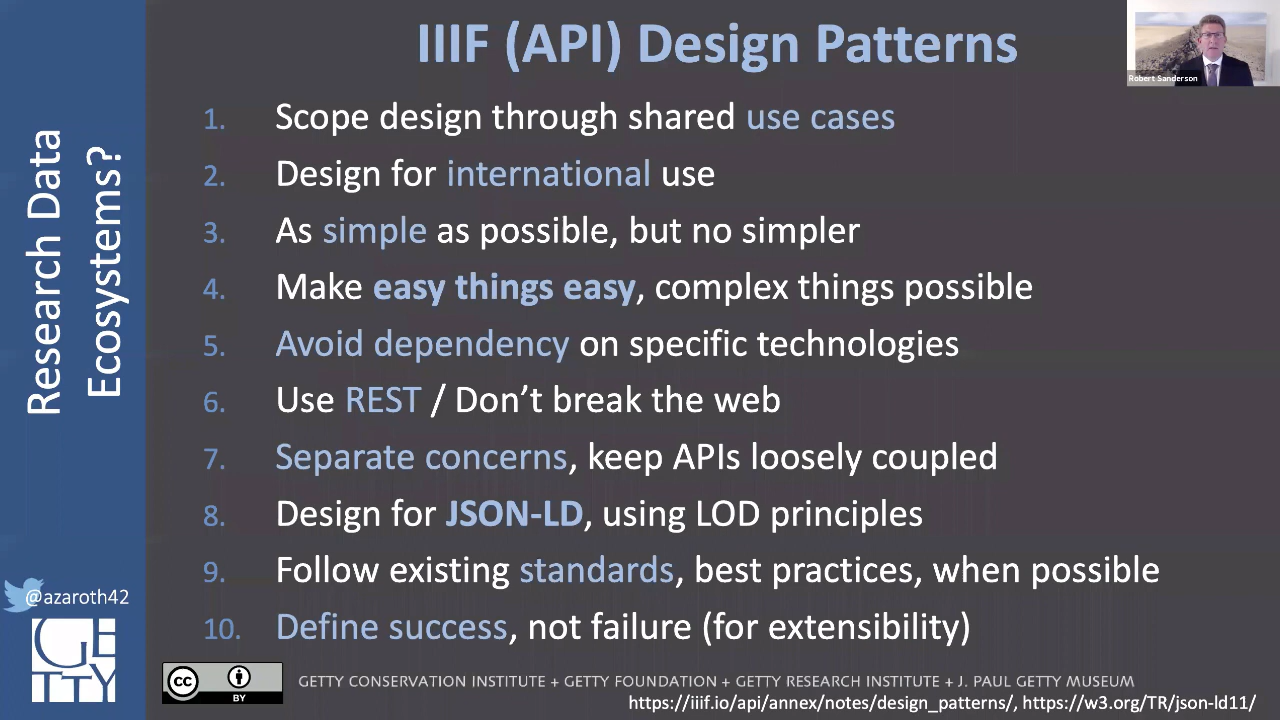 IIIF (API) Design Patterns
Robert Sanderson
Research Data
Ecosystems?
1. Scope design through shared use cases
2. Design for international use
3. As simple as possible, but no simpler
4. Make easy things easy, complex things possible
5. Avoid dependency on specific technologies
6. Use REST / Don’t break the web
7. Separate concerns, keep APIs loosely coupled
8. Design for JSON-LD, using LOD principles
9. Follow existing standards, best practices, when possible
10. Define success, not failure (for extensibility)
@azaroth42
GE
TTY
CC
BY
GETTY CONSERVATION INSTITUTE + GETTY FOUNDATION + GETTY RESEARCH INSTITUTE + J. PAUL GETTY MUSEUM
https://iiif.io/api/annex/notes/design_patterns/, https://w3.org/TR/json-ld11/